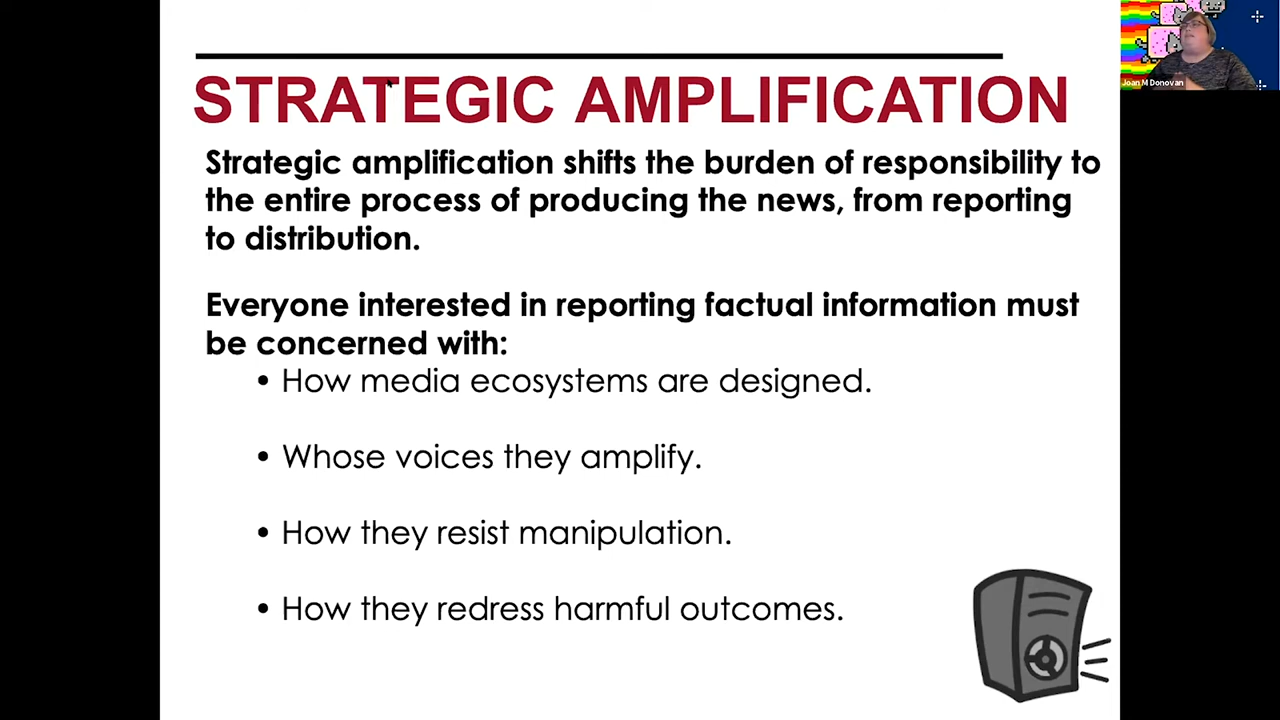 Joan M Donovan
STRATEGIC AMPLIFICATION
Strategic amplification shifts the burden of responsibility to
the entire process of producing the news, from reporting
to distribution.
Everyone interested in reporting factual information must
be concerned with:
• How media ecosystems are designed.
• Whose voices they amplify.
• How they resist manipulation.
• How they redress harmful outcomes.